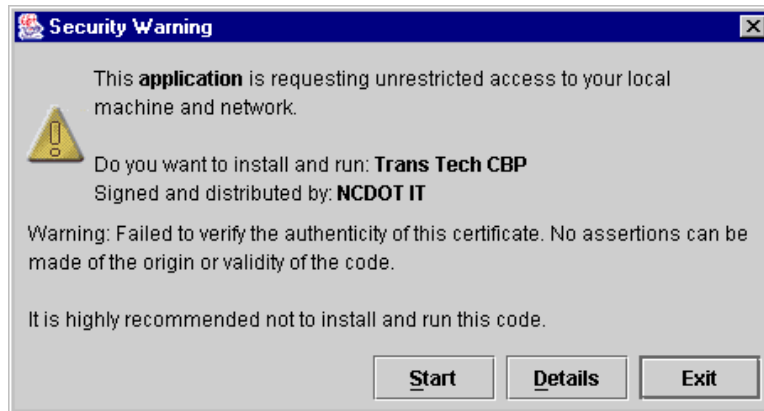 Security Warning
This application is requesting unrestricted access to your local
machine and network.
Do you want to install and run: Trans Tech CBP
Signed and distributed by: NCDOT IT
Warning: Failed to verify the authenticity of this certificate. No assertions can be
made of the origin or validity of the code.
It is highly recommended not to install and run this code.
Start Details Exit